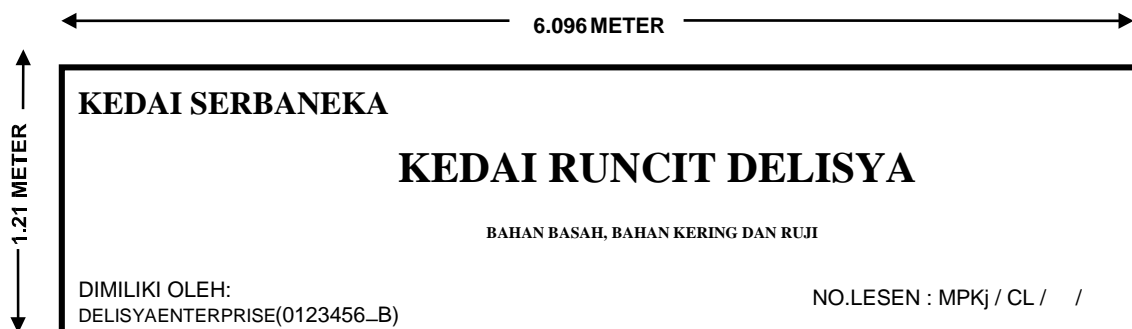 6.096 METER
1.21 METER
KEDAI SERBANEKA
KEDAI RUNCIT DELISYA
BAHAN BASAH, BAHAN KERING DAN RUJI
DIMILIKI OLEH:
DELISYAENTERPRISE(0123456_B)
NO.LESEN : MPKj / CL / /